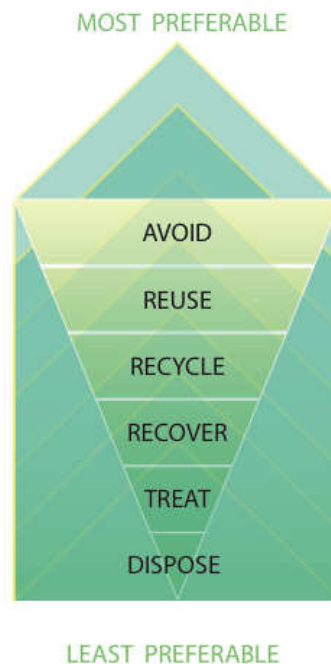 MOST PREFERABLE
AVOID
REUSE
RECYCLE
RECOVER
TREAT
DISPOSE
LEAST PREFERABLE